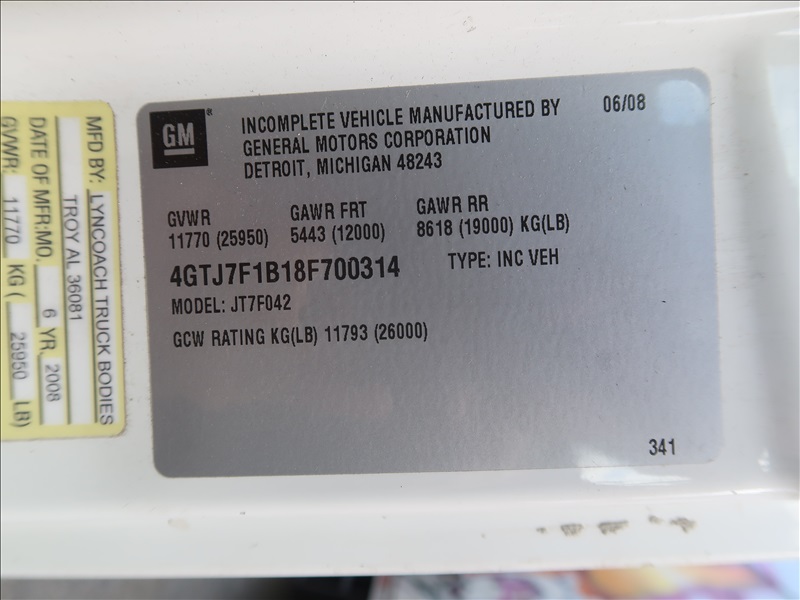 MFD BY: LYNCOACH TRUCK BODIES
TROY AL 36081
DATE OF MFR:MO. 6 YR. 2008
GVWR: 11770 KG ( 25950 LB)
GM®
INCOMPLETE VEHICLE MANUFACTURED BY 06/08
GENERAL MOTORS CORPORATION
DETROIT, MICHIGAN 48243
GVWR GAWR FRT GAWR RR
11770 (25950) 5443 (12000) 8618 (19000) KG(LB)
4GTJ7F1B18F700314 TYPE: INC VEH
MODEL: JT7F042
GCW RATING KG(LB) 11793 (26000)
341